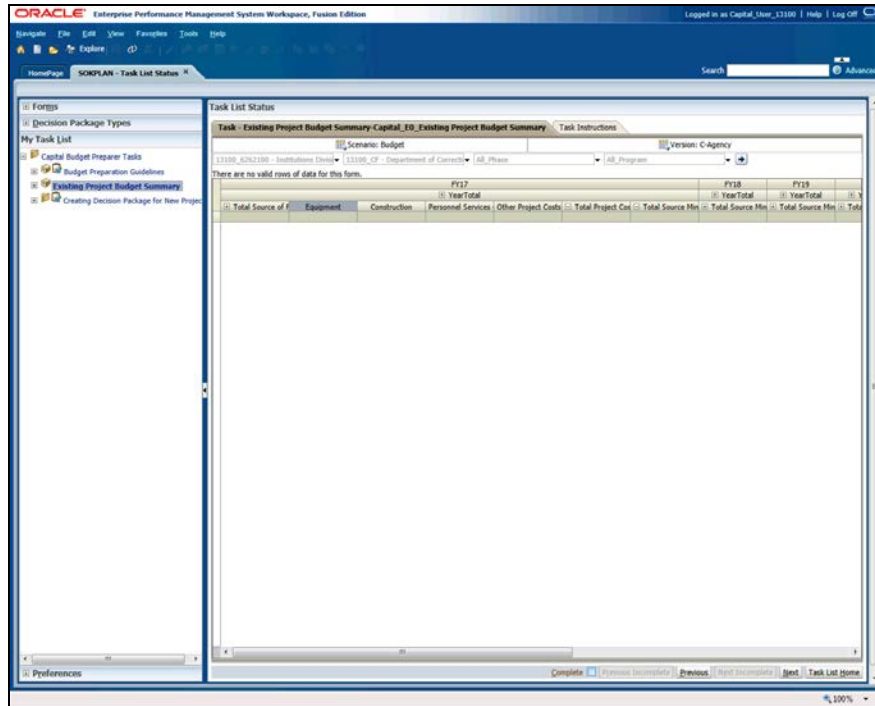 ORACLE Enterprise Performance Management System Workspace, Fusion Edition
Logged in as Capital_User_13100 | Help | Log Off
Navigate File Edit View Favorites Tools Help
Explore
HomePage SOKPLAN - Task List Status
Search Advanced
Forms
Decision Package Types
My Task List
Capital Budget Preparer Tasks
Budget Preparation Guidelines
Existing Project Budget Summary
Creating Decision Package for New Projec
Task List Status
Task - Existing Project Budget Summary-Capital_E0_Existing Project Budget Summary Task Instructions
Scenario: Budget Version: C-Agency
13100_6262100 - Institutions Divisi 13100_CF - Department of Correcti All_Phase All_Program
There are no valid rows of data for this form.
FY17 FY18 FY19
YearTotal YearTotal YearTotal Y
Total Source of F Equipment Construction Personnel Services Other Project Costs Total Project Cos Total Source Min Total Source Min Total Source Min Tota
Preferences
Complete Previous Incomplete Previous Next Incomplete Next Task List Home
100%